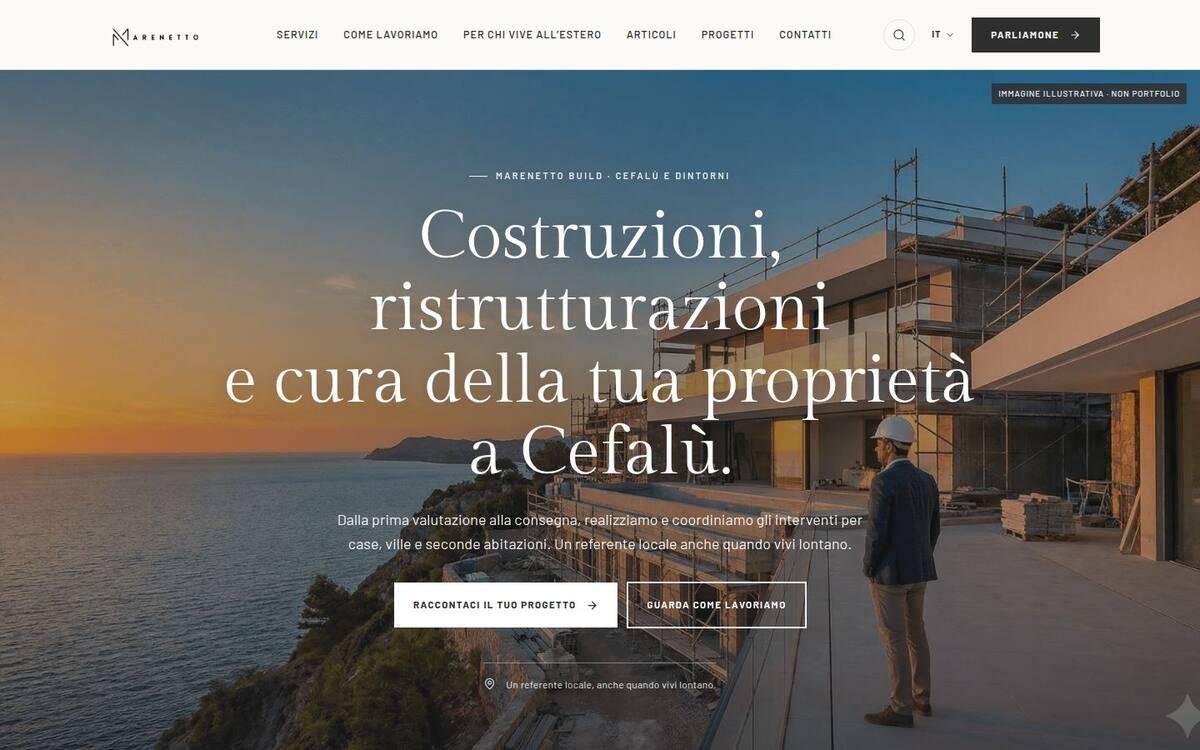 MARENETTO
SERVIZI
COME LAVORIAMO
PER CHI VIVE ALL'ESTERO
ARTICOLI
PROGETTI
CONTATTI
IT
PARLIAMONE
IMMAGINE ILLUSTRATIVA · NON PORTFOLIO
MARENETTO BUILD · CEFALÙ E DINTORNI
Costruzioni,
ristrutturazioni
e cura della tua proprietà
a Cefalù.
Dalla prima valutazione alla consegna, realizziamo e coordiniamo gli interventi per
case, ville e seconde abitazioni. Un referente locale anche quando vivi lontano.
RACCONTACI IL TUO PROGETTO
GUARDA COME LAVORIAMO
Un referente locale, anche quando vivi lontano.